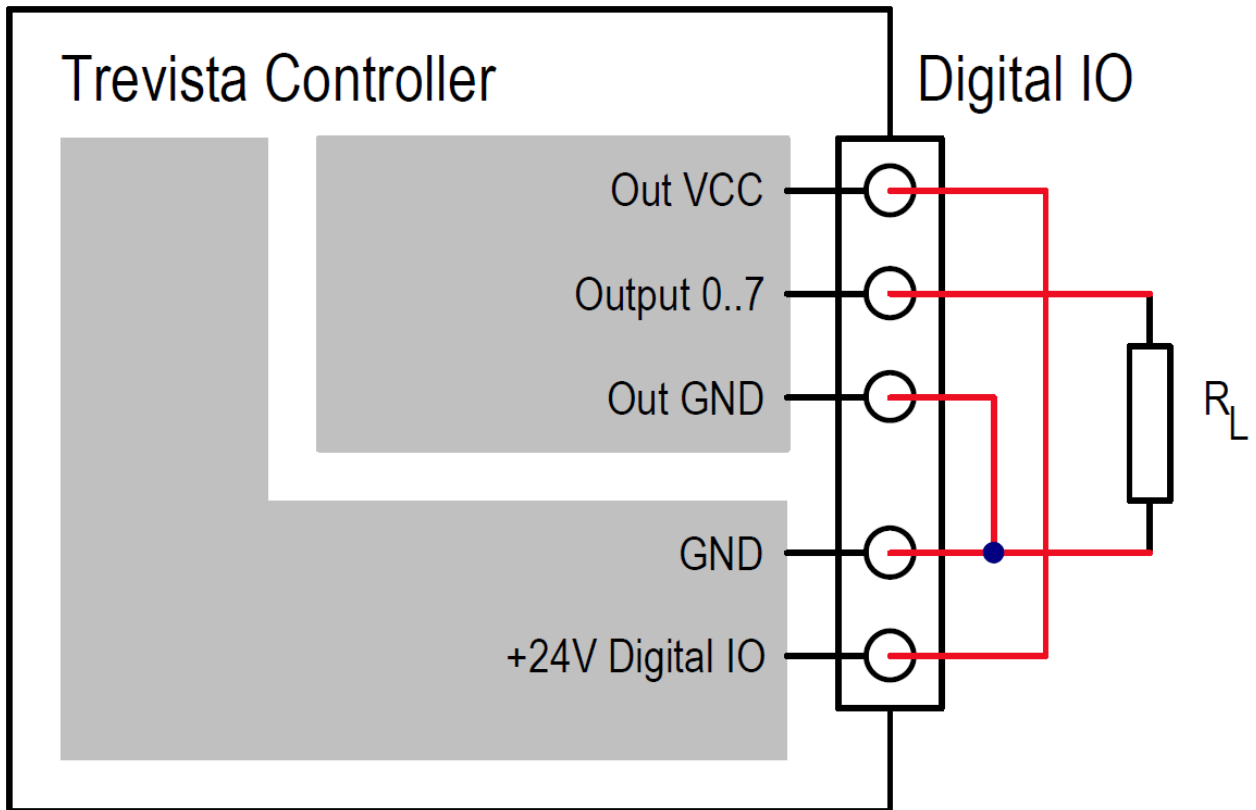 Trevista Controller
Digital IO
Out VCC
Output 0..7
Out GND
RL
GND
+24V Digital IO